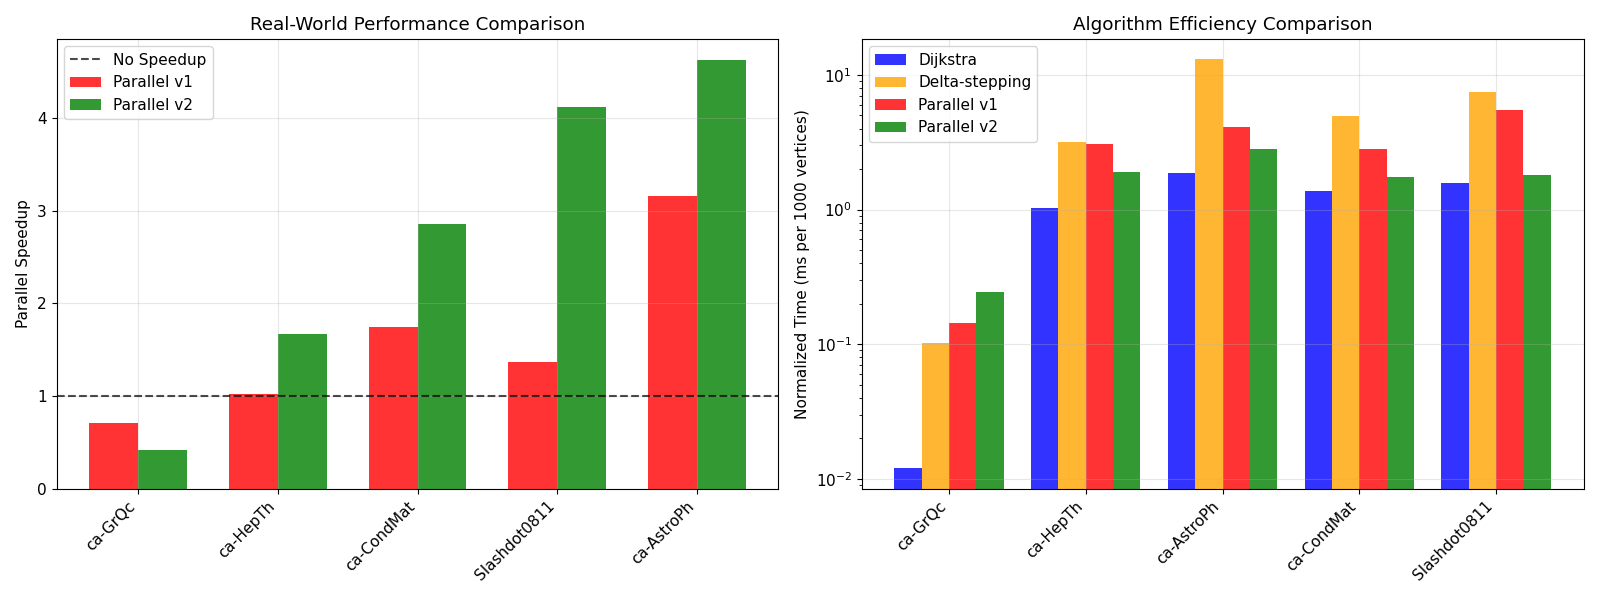 Real-World Performance Comparison
No Speedup
Parallel v1
Parallel v2
Parallel Speedup
4
3
2
1
0
ca-GrQc
ca-HepTh
ca-CondMat
Slashdot0811
ca-AstroPh
Algorithm Efficiency Comparison
Dijkstra
Delta-stepping
Parallel v1
Parallel v2
Normalized Time (ms per 1000 vertices)
10¹
10⁰
10⁻¹
10⁻²
ca-GrQc
ca-HepTh
ca-AstroPh
ca-CondMat
Slashdot0811